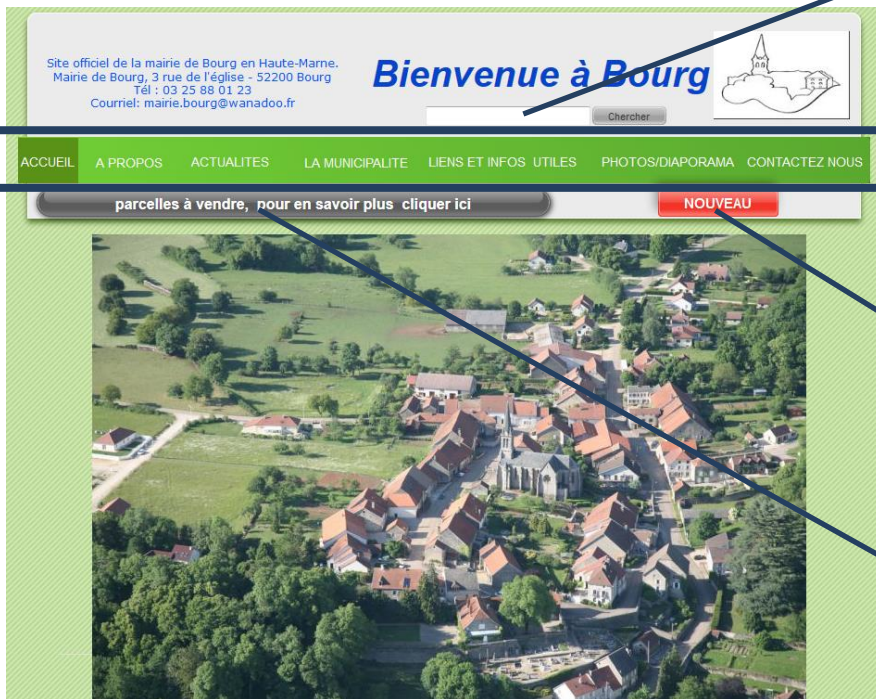 Site officiel de la mairie de Bourg en Haute-Marne.
Mairie de Bourg, 3 rue de l'église - 52200 Bourg
Tél : 03 25 88 01 23
Courriel: mairie.bourg@wanadoo.fr
Bienvenue à Bourg
Chercher
ACCUEIL A PROPOS ACTUALITES LA MUNICIPALITE LIENS ET INFOS UTILES PHOTOS/DIAPORAMA CONTACTEZ NOUS
parcelles à vendre, pour en savoir plus cliquer ici
NOUVEAU